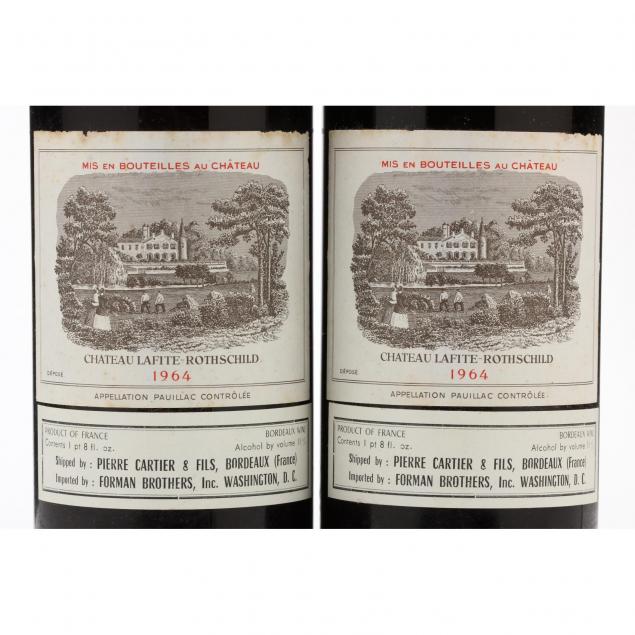 MIS EN BOUTEILLES AU CHÂTEAU
CHATEAU LAFITE-ROTHSCHILD
DÉPOSÉ
1964
APPELLATION PAUILLAC CONTRÔLÉE
PRODUCT OF FRANCE BORDEAUX WINE
Contents 1 pt 8 fl. oz. Alcohol by volume
Shipped by : PIERRE CARTIER & FILS, BORDEAUX (France)
Imported by : FORMAN BROTHERS, Inc. WASHINGTON, D. C.
MIS EN BOUTEILLES AU CHÂTEAU
CHATEAU LAFITE-ROTHSCHILD
DÉPOSÉ
1964
APPELLATION PAUILLAC CONTRÔLÉE
PRODUCT OF FRANCE BORDEAUX WINE
Contents 1 pt 8 fl. oz. Alcohol by volume
Shipped by : PIERRE CARTIER & FILS, BORDEAUX (France)
Imported by : FORMAN BROTHERS, Inc. WASHINGTON, D. C.